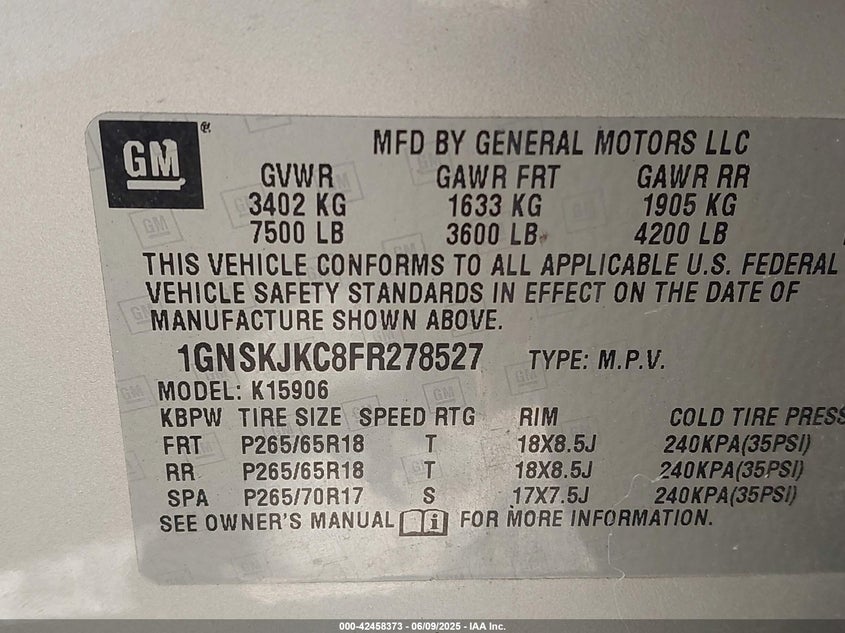 GM®
MFD BY GENERAL MOTORS LLC
GVWR GAWR FRT GAWR RR
3402 KG 1633 KG 1905 KG
7500 LB 3600 LB 4200 LB
THIS VEHICLE CONFORMS TO ALL APPLICABLE U.S. FEDERAL
VEHICLE SAFETY STANDARDS IN EFFECT ON THE DATE OF
MANUFACTURE SHOWN ABOVE.
1GNSKJKC8FR278527 TYPE: M.P.V.
MODEL: K15906
KBPW TIRE SIZE SPEED RTG RIM COLD TIRE PRESS
FRT P265/65R18 T 18X8.5J 240KPA(35PSI)
RR P265/65R18 T 18X8.5J 240KPA(35PSI)
SPA P265/70R17 S 17X7.5J 240KPA(35PSI)
SEE OWNER'S MANUAL i FOR MORE INFORMATION.
000-42458373 - 06/09/2025 - IAA Inc.